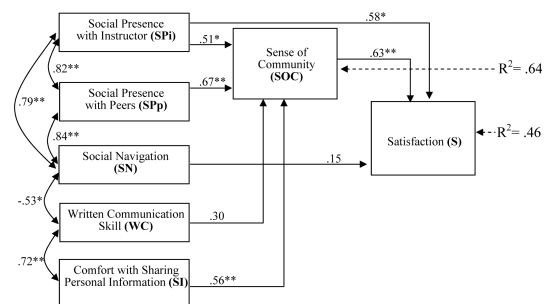 Social Presence
with Instructor (SPi)
.58*
.51*
Sense of
Community
(SOC)
.63**
R²= .64
.82**
.79**
Social Presence
with Peers (SPp)
.67**
.84**
Social Navigation
(SN)
.15
Satisfaction (S)
R²= .46
-.53*
Written Communication
Skill (WC)
.30
.72**
Comfort with Sharing
Personal Information (SI)
.56**